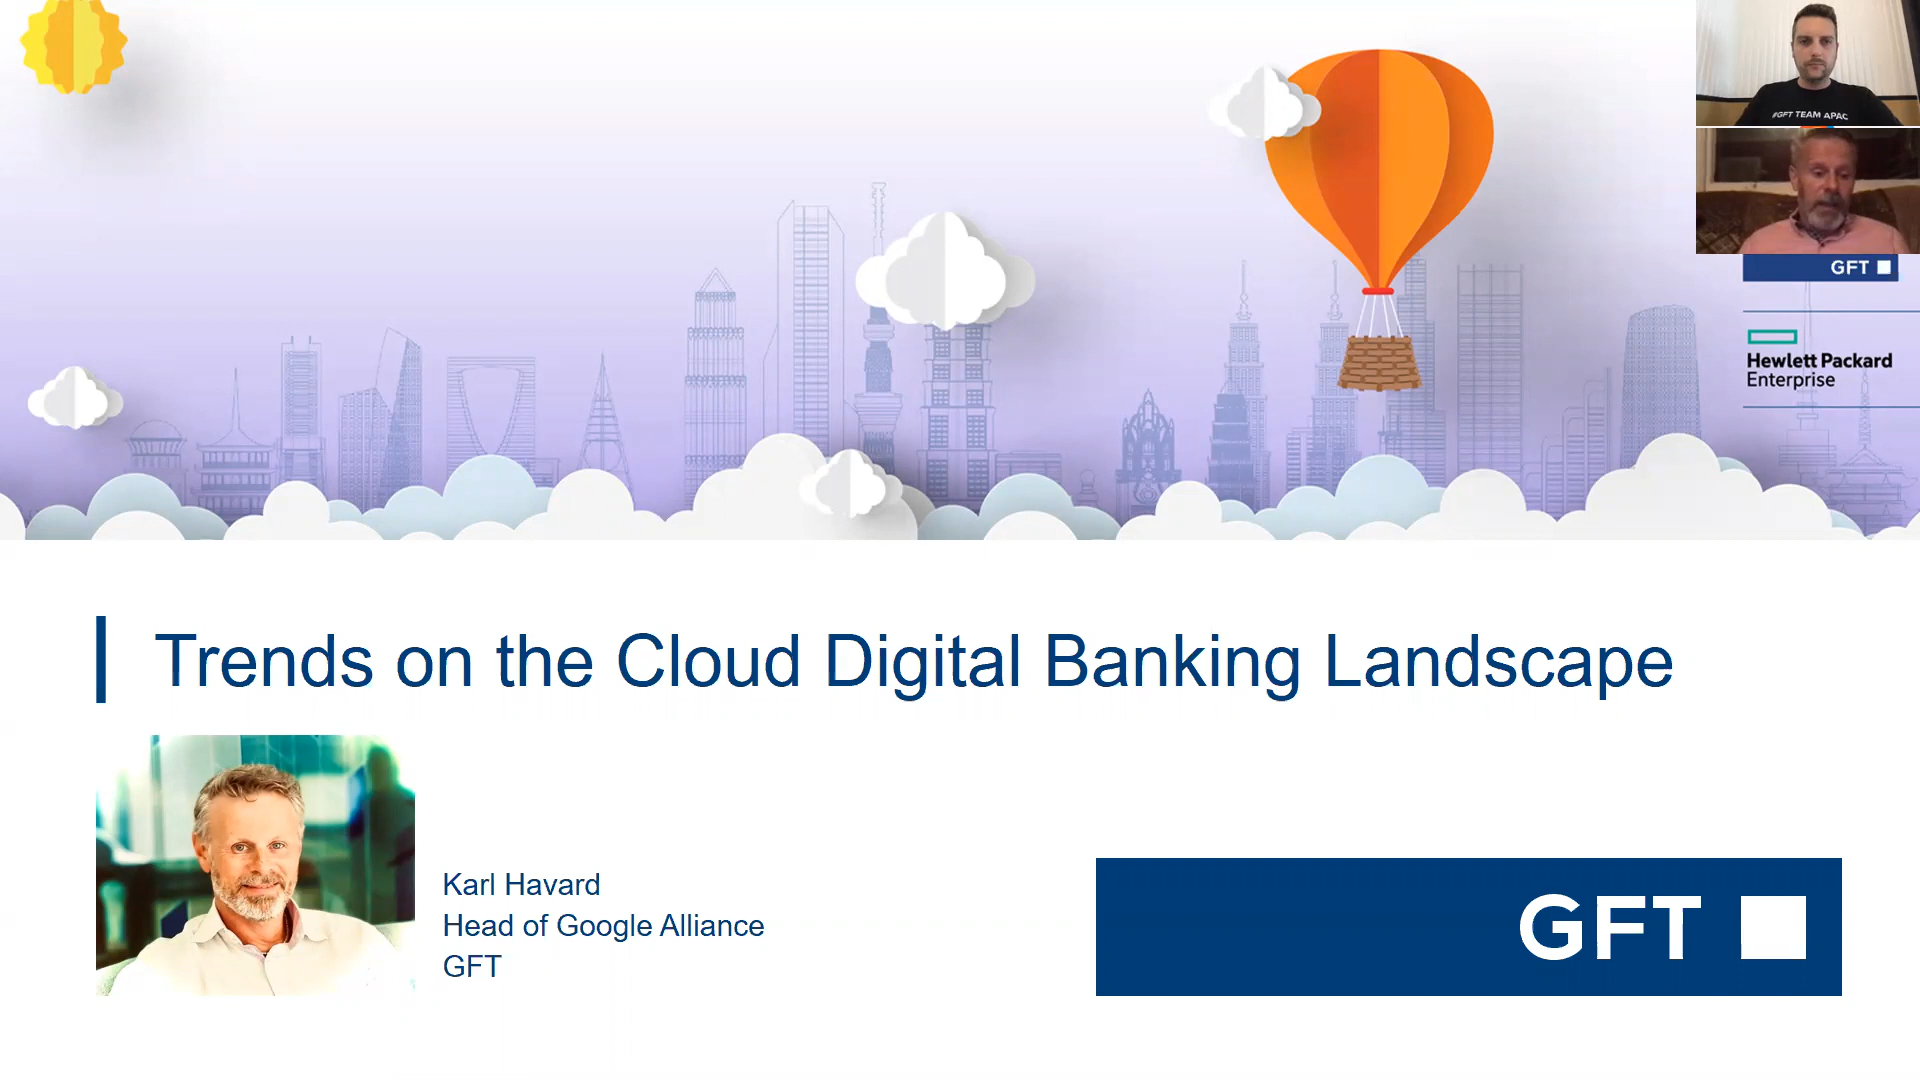 #GFT TEAM APAC
GFT
Hewlett Packard
Enterprise
Trends on the Cloud Digital Banking Landscape
Karl Havard
Head of Google Alliance
GFT
GFT